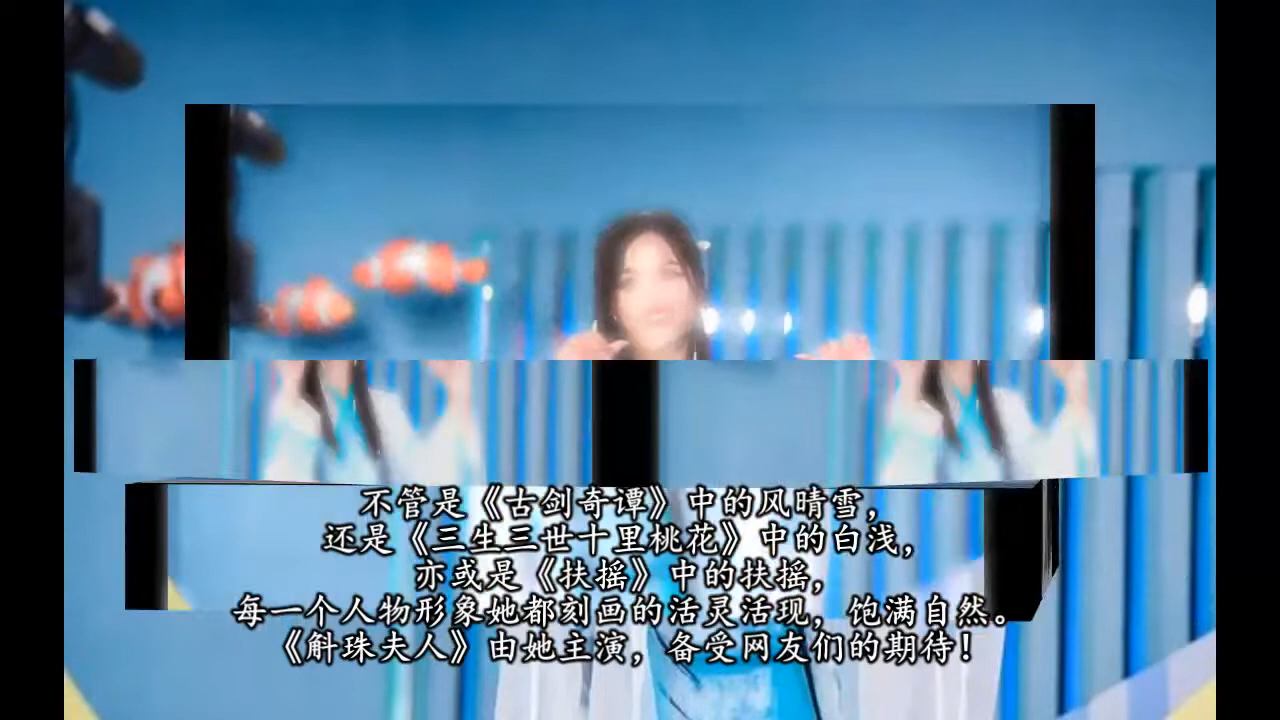 不管是《古剑奇谭》中的风晴雪，
还是《三生三世十里桃花》中的白浅，
亦或是《扶摇》中的扶摇，
每一个人物形象她都刻画的活灵活现，饱满自然。
《斛珠夫人》由她主演，备受网友们的期待！